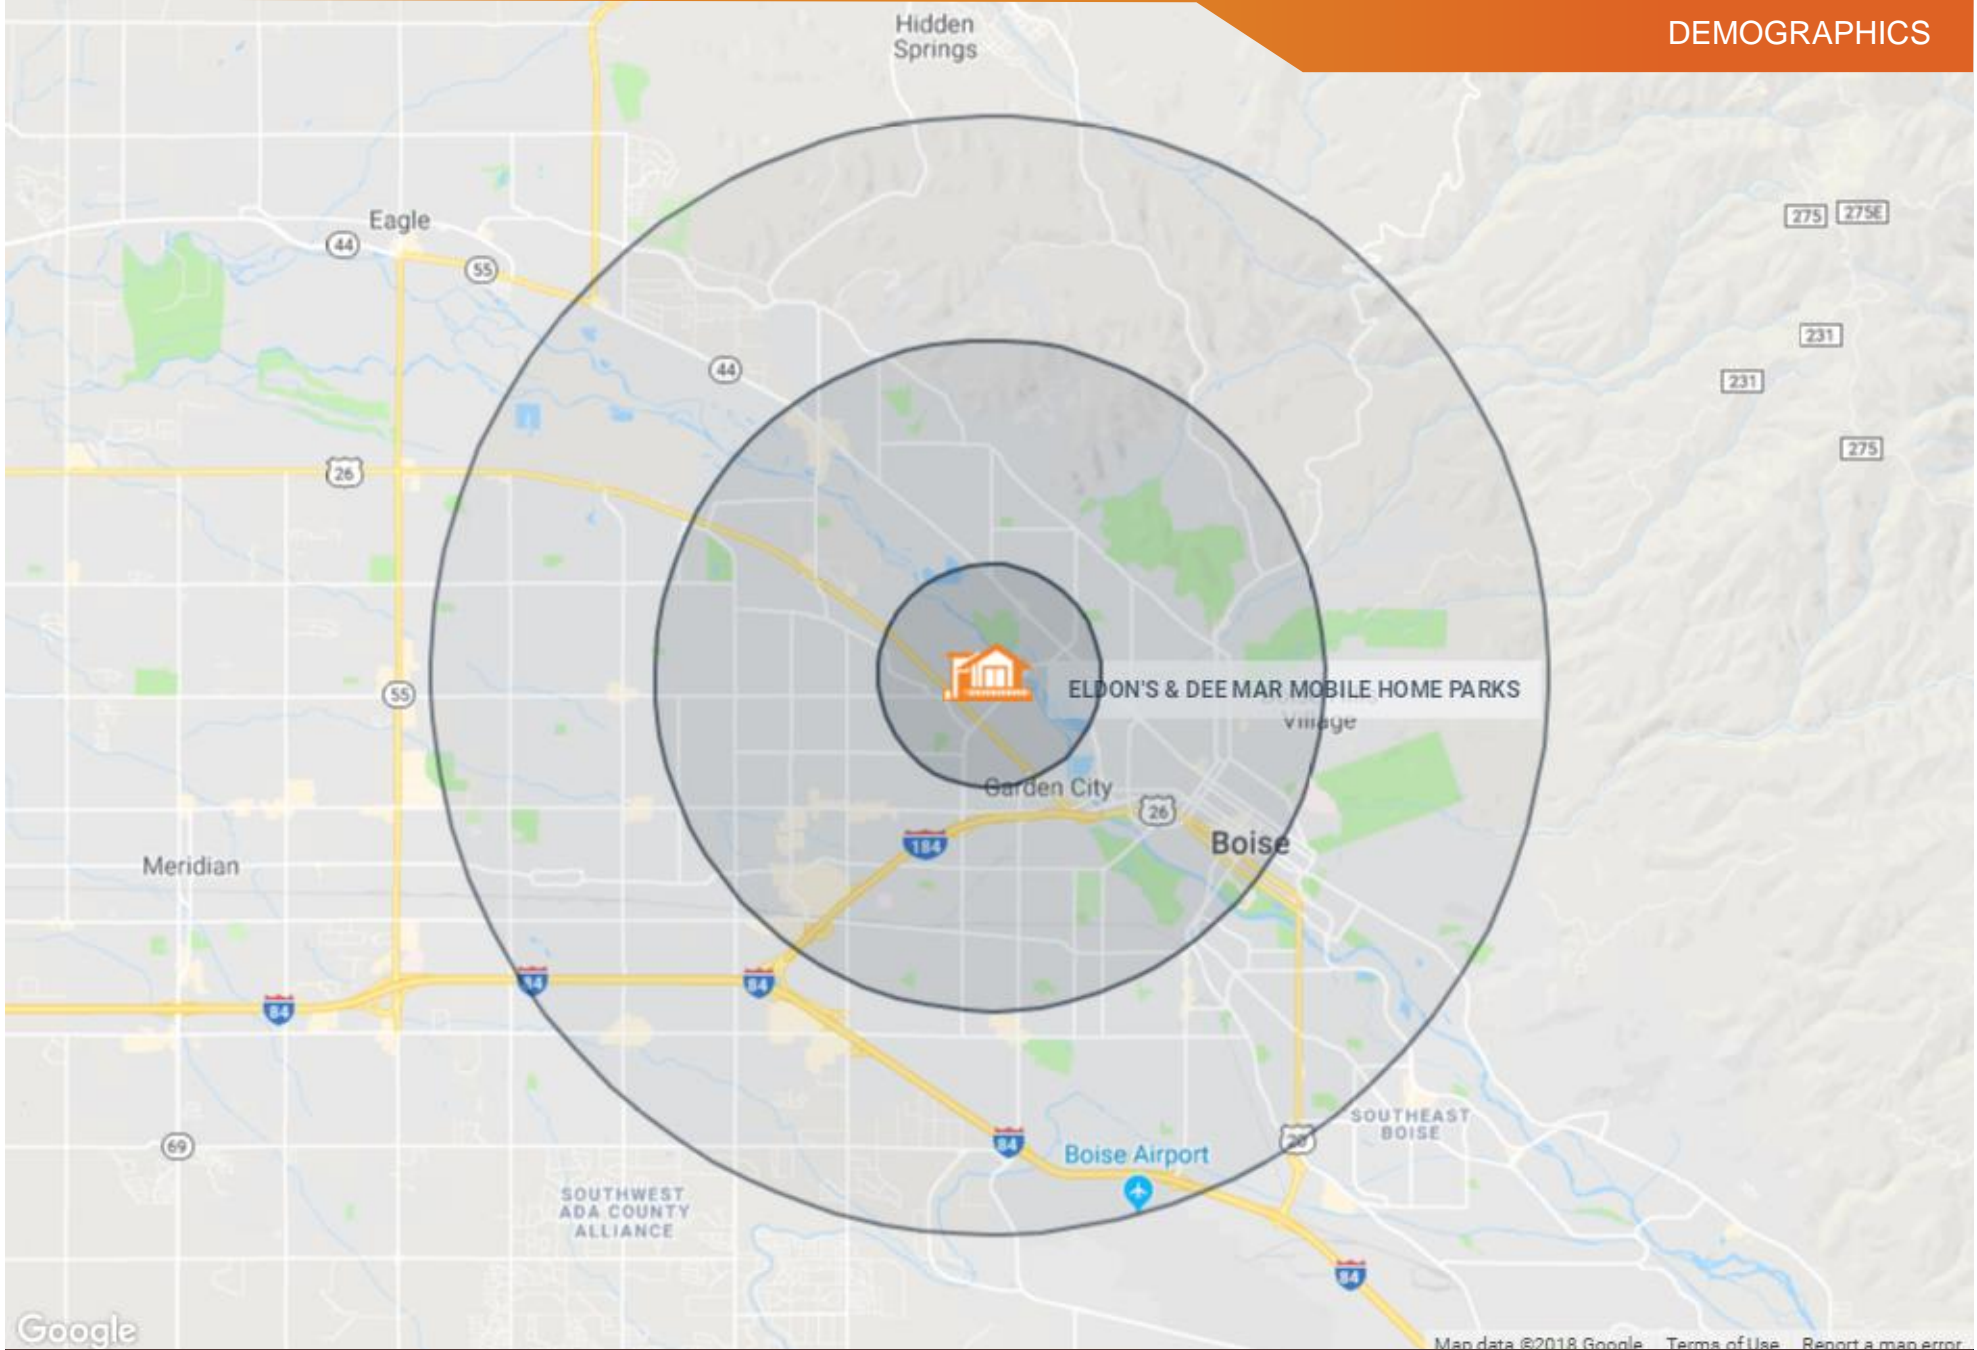 DEMOGRAPHICS
Hidden
Springs
Eagle
44
55
275
275E
231
44
231
275
26
55
ELDON'S & DEE MAR MOBILE HOME PARKS
Village
Garden City
26
184
Boise
Meridian
84
84
84
SOUTHEAST
BOISE
69
84
20
Boise Airport
SOUTHWEST
ADA COUNTY
ALLIANCE
84
Google
Map data ©2018 Google
Terms of Use
Report a map error